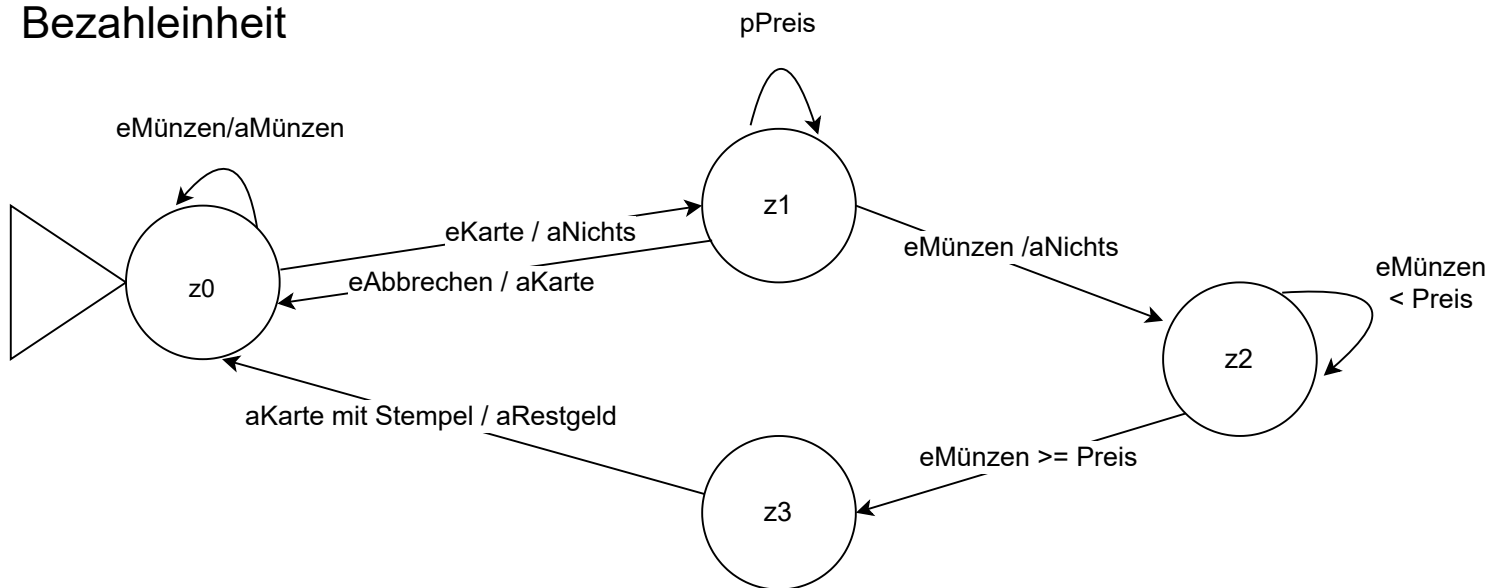 Bezahleinheit
pPreis
eMünzen/aMünzen
z1
eKarte / aNichts
eMünzen /aNichts
eAbbrechen / aKarte
z0
eMünzen
< Preis
z2
aKarte mit Stempel / aRestgeld
eMünzen >= Preis
z3